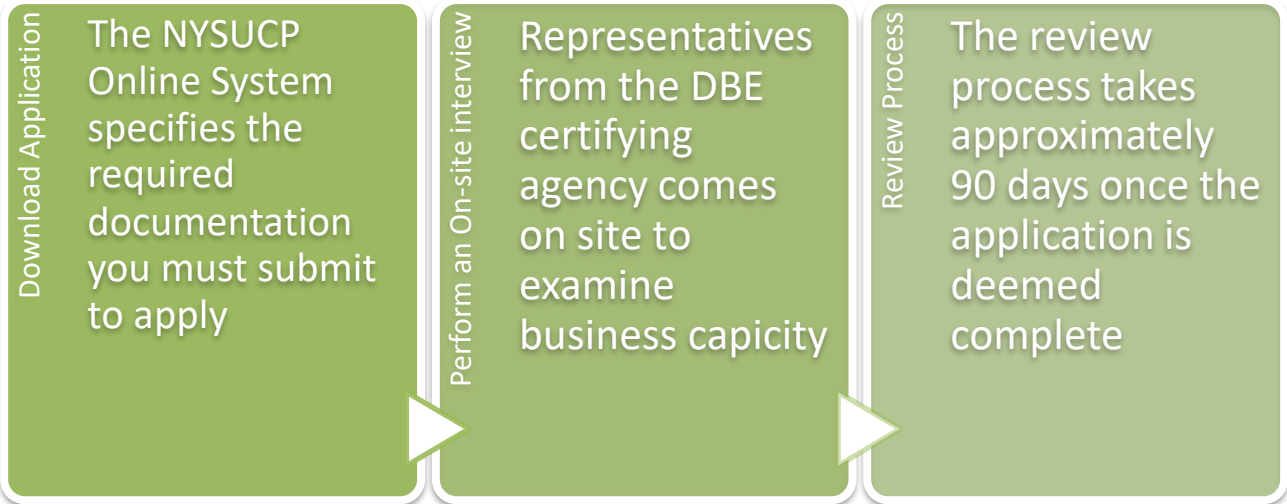 Download Application
The NYSUCP
Online System
specifies the
required
documentation
you must submit
to apply
Perform an On-site interview
Representatives
from the DBE
certifying
agency comes
on site to
examine
business capicity
Review Process
The review
process takes
approximately
90 days once the
application is
deemed
complete